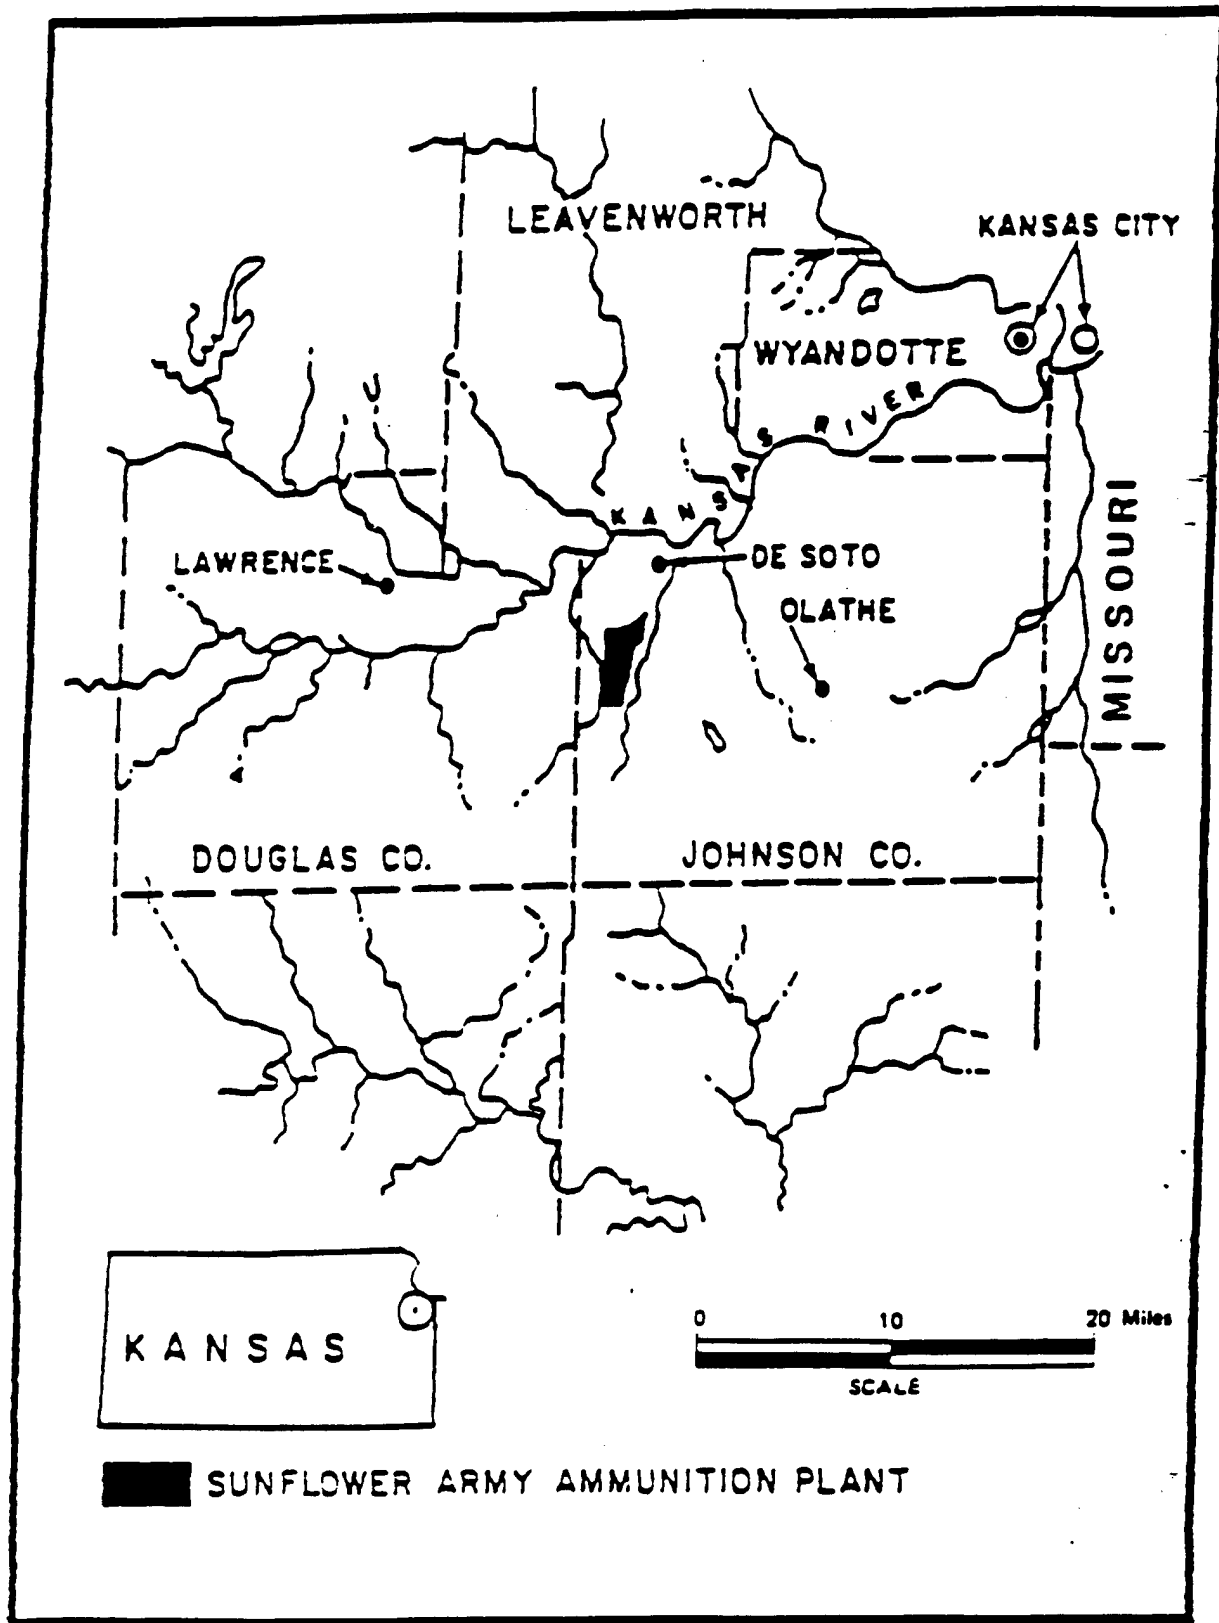 LEAVENWORTH
KANSAS CITY
WYANDOTTE
KANSAS RIVER
LAWRENCE
DE SOTO
OLATHE
MISSOURI
DOUGLAS CO.
JOHNSON CO.
KANSAS
0 10 20 Miles
SCALE
SUNFLOWER ARMY AMMUNITION PLANT